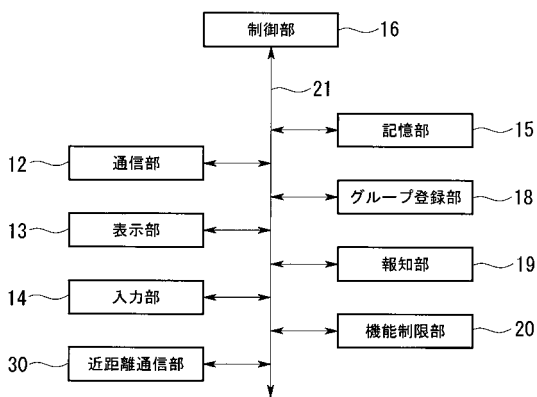 制御部
16
21
記憶部
15
12
通信部
グループ登録部
18
13
表示部
報知部
19
14
入力部
機能制限部
20
30
近距離通信部